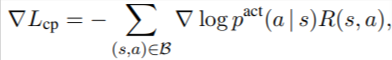 ∇L_cp = − ∑_{(s,a)∈ℬ} ∇ log p^act(a | s)R(s, a),